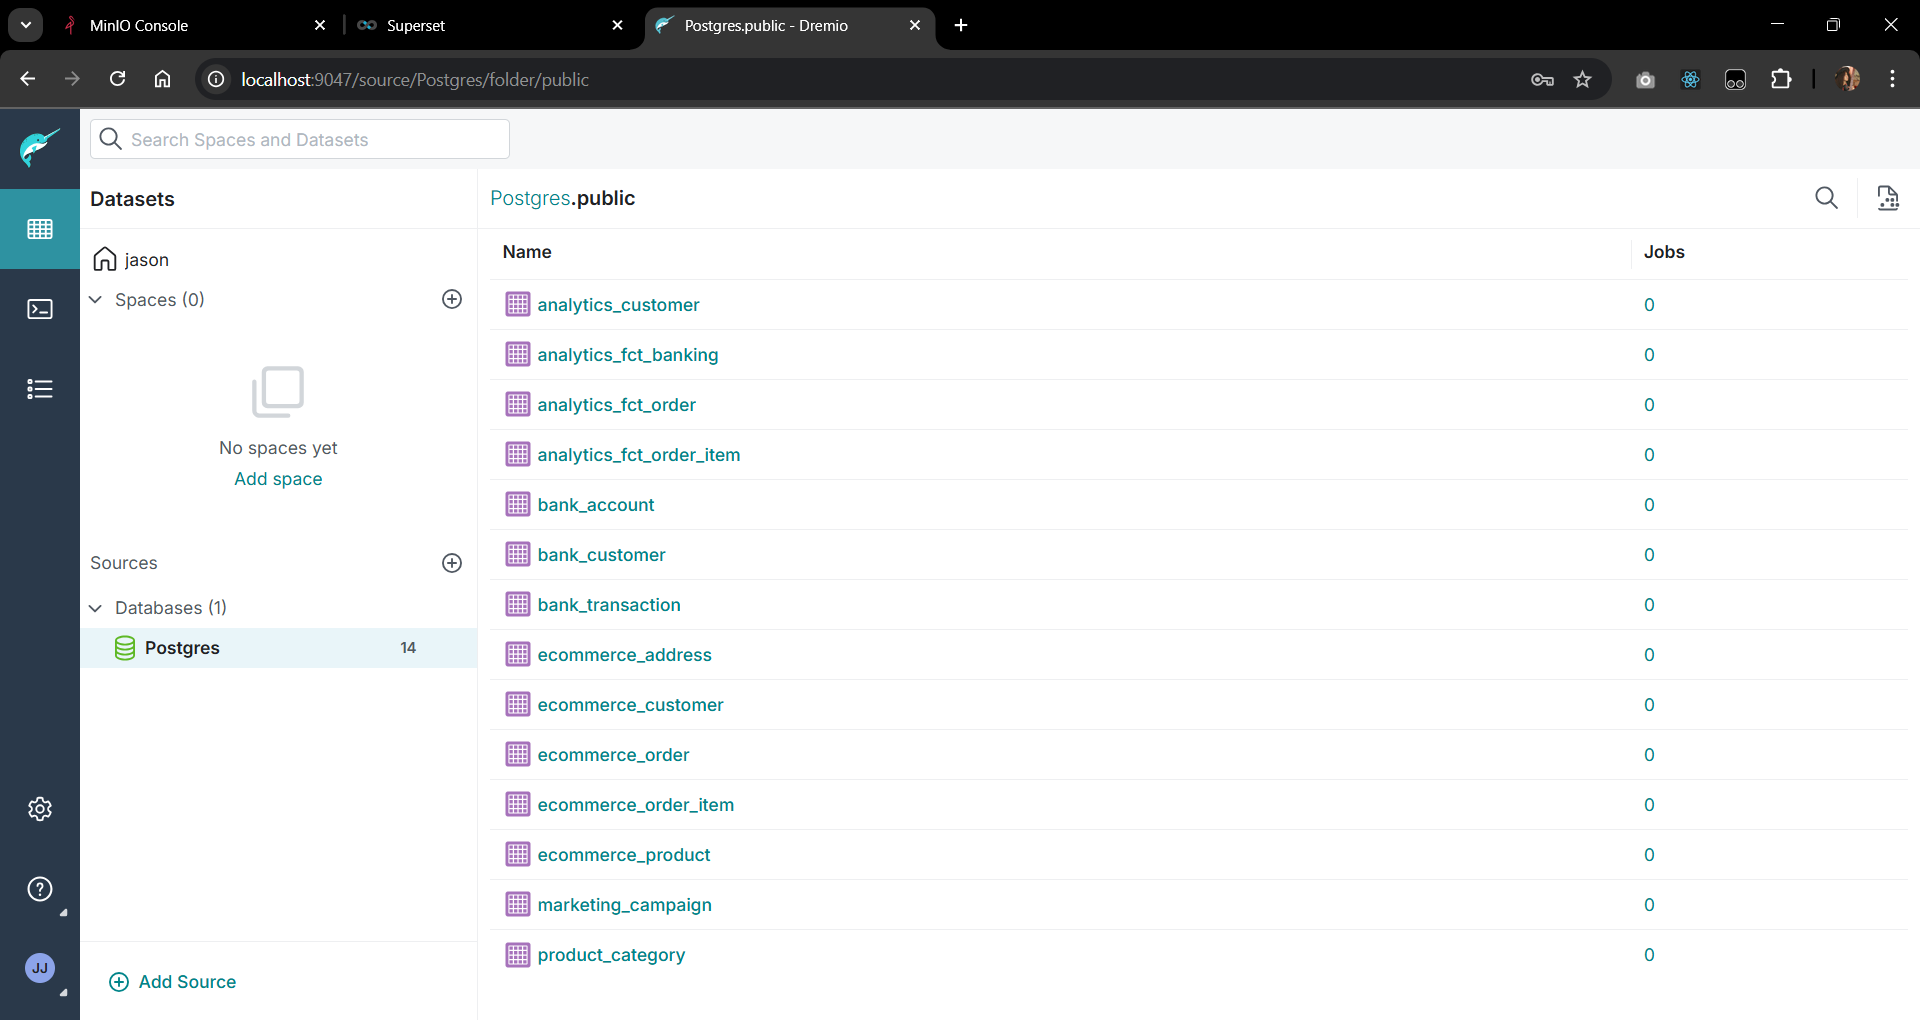 MinIO Console
Superset
Postgres.public - Dremio
localhost:9047/source/Postgres/folder/public
Search Spaces and Datasets
Datasets
jason
Spaces (0)
No spaces yet
Add space
Sources
Databases (1)
Postgres 14
Add Source
JJ
Postgres.public
Name Jobs
analytics_customer 0
analytics_fct_banking 0
analytics_fct_order 0
analytics_fct_order_item 0
bank_account 0
bank_customer 0
bank_transaction 0
ecommerce_address 0
ecommerce_customer 0
ecommerce_order 0
ecommerce_order_item 0
ecommerce_product 0
marketing_campaign 0
product_category 0